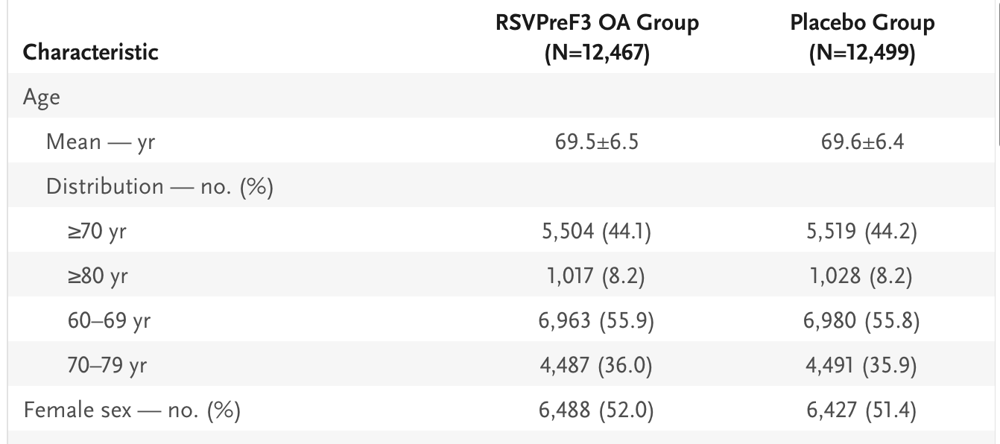 Characteristic RSVPreF3 OA Group (N=12,467) Placebo Group (N=12,499)
Age
Mean — yr 69.5±6.5 69.6±6.4
Distribution — no. (%)
≥70 yr 5,504 (44.1) 5,519 (44.2)
≥80 yr 1,017 (8.2) 1,028 (8.2)
60–69 yr 6,963 (55.9) 6,980 (55.8)
70–79 yr 4,487 (36.0) 4,491 (35.9)
Female sex — no. (%) 6,488 (52.0) 6,427 (51.4)